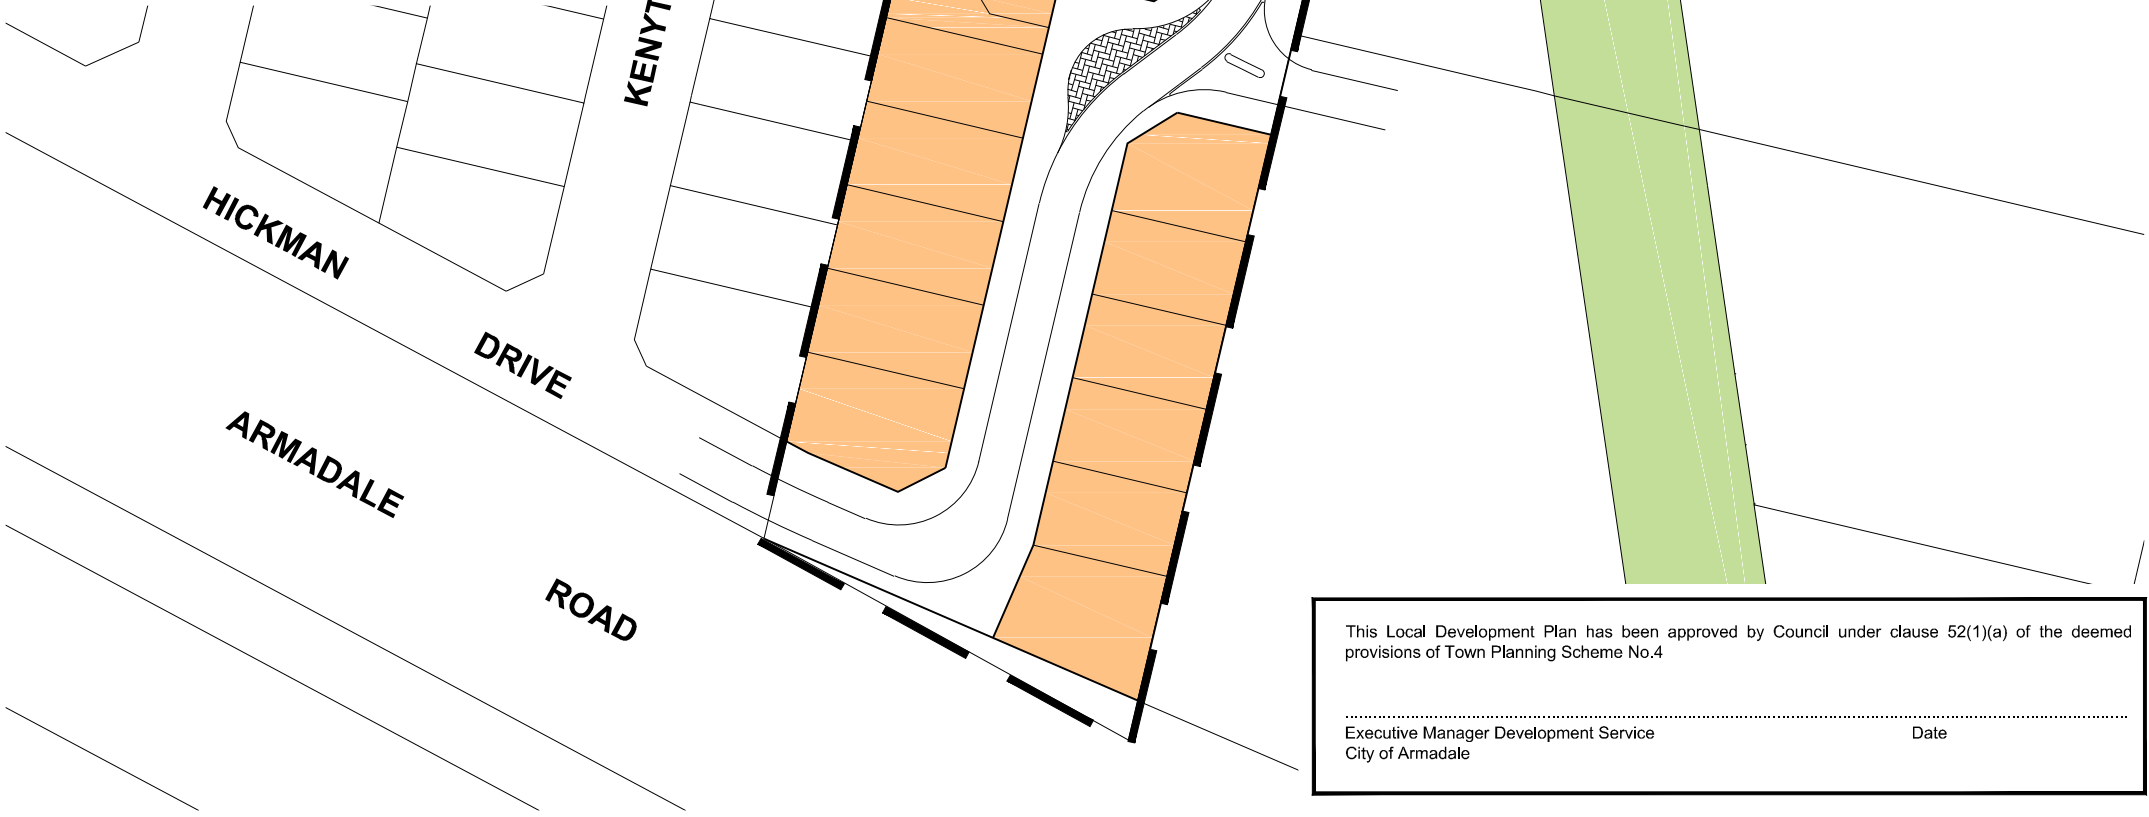 KENYT
HICKMAN
DRIVE
ARMADALE
ROAD
This Local Development Plan has been approved by Council under clause 52(1)(a) of the deemed
provisions of Town Planning Scheme No.4
Executive Manager Development Service Date
City of Armadale